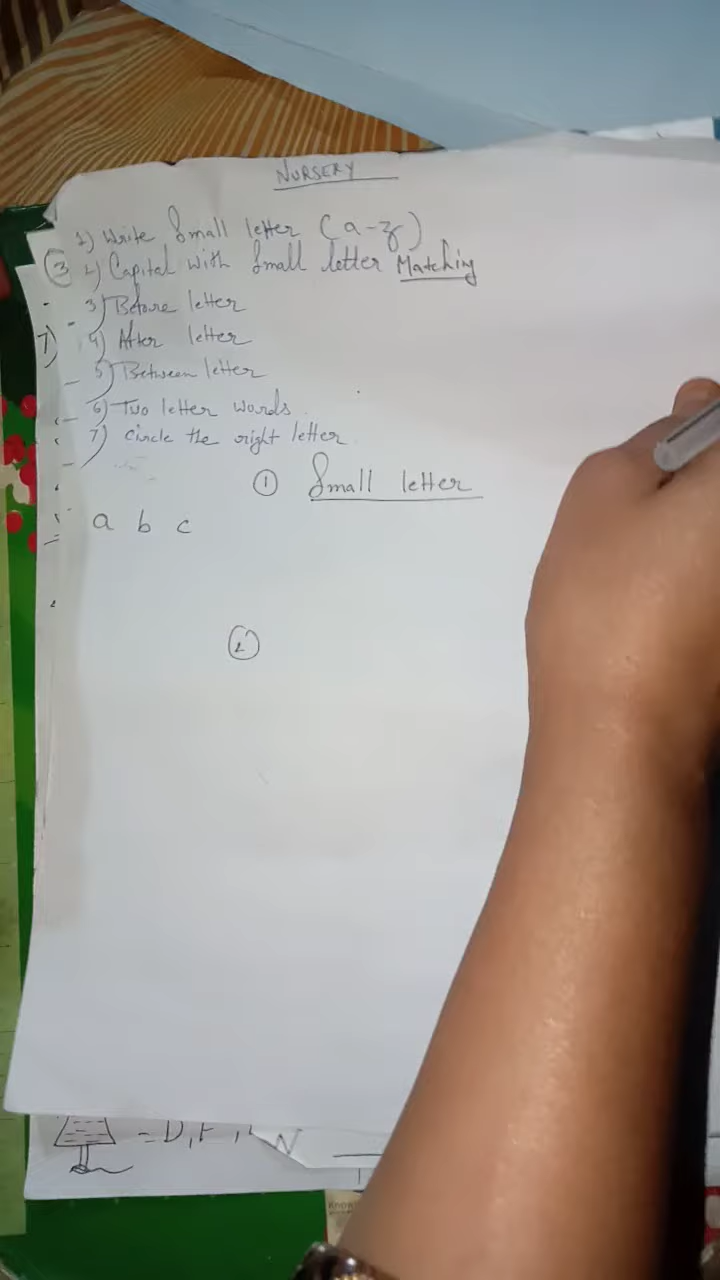 NURSERY
1) Write Small letter (a-z)
2) Capital with Small letter Matching
3) Before letter
4) After letter
5) Between letter
6) Two letter words.
7) Circle the right letter
① Small letter
a b c
②